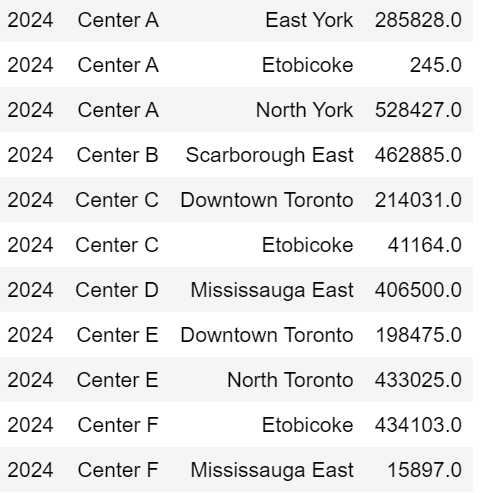 2024 Center A East York 285828.0
2024 Center A Etobicoke 245.0
2024 Center A North York 528427.0
2024 Center B Scarborough East 462885.0
2024 Center C Downtown Toronto 214031.0
2024 Center C Etobicoke 41164.0
2024 Center D Mississauga East 406500.0
2024 Center E Downtown Toronto 198475.0
2024 Center E North Toronto 433025.0
2024 Center F Etobicoke 434103.0
2024 Center F Mississauga East 15897.0